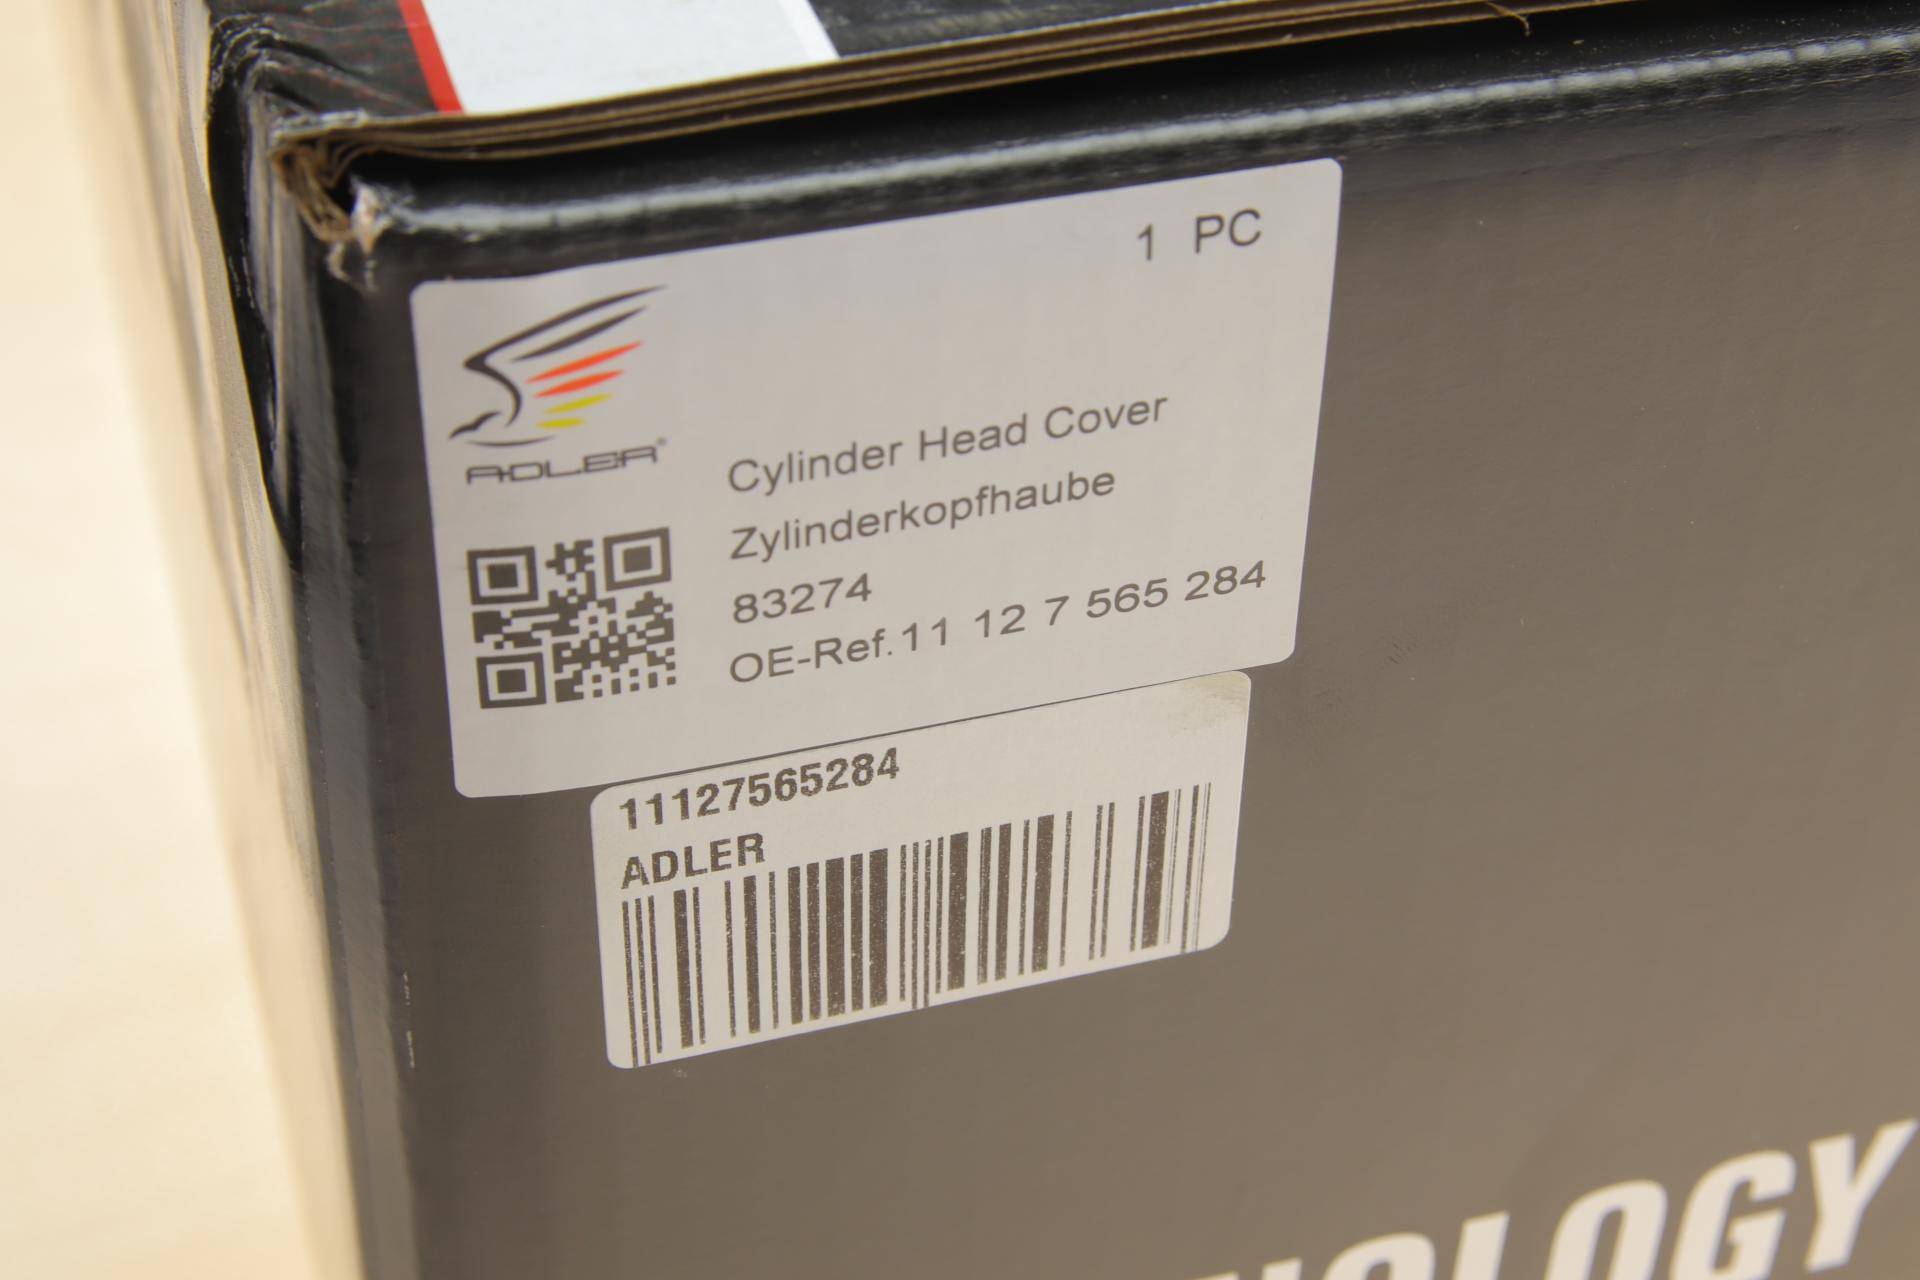 1 PC
ADLER®
Cylinder Head Cover
Zylinderkopfhaube
83274
OE-Ref.11 12 7 565 284
11127565284
ADLER